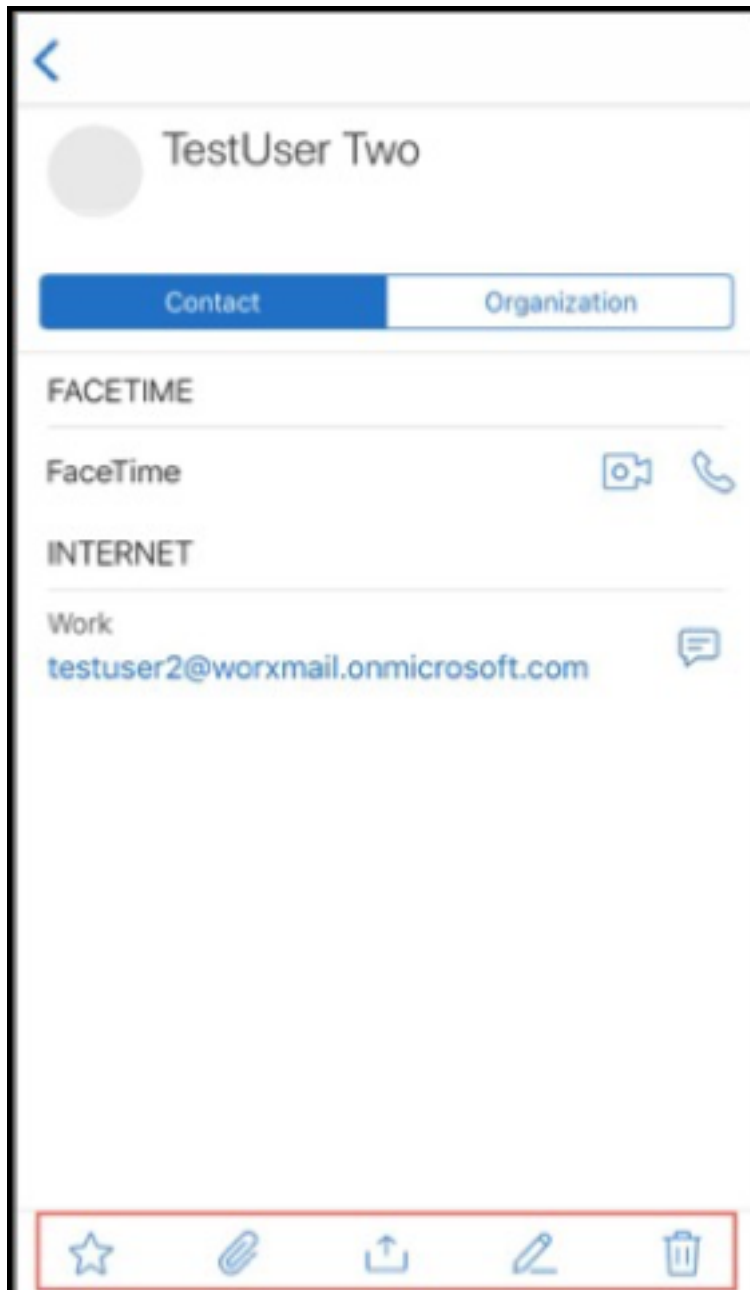 TestUser Two
Contact
Organization
FACETIME
FaceTime
INTERNET
Work
testuser2@worxmail.onmicrosoft.com